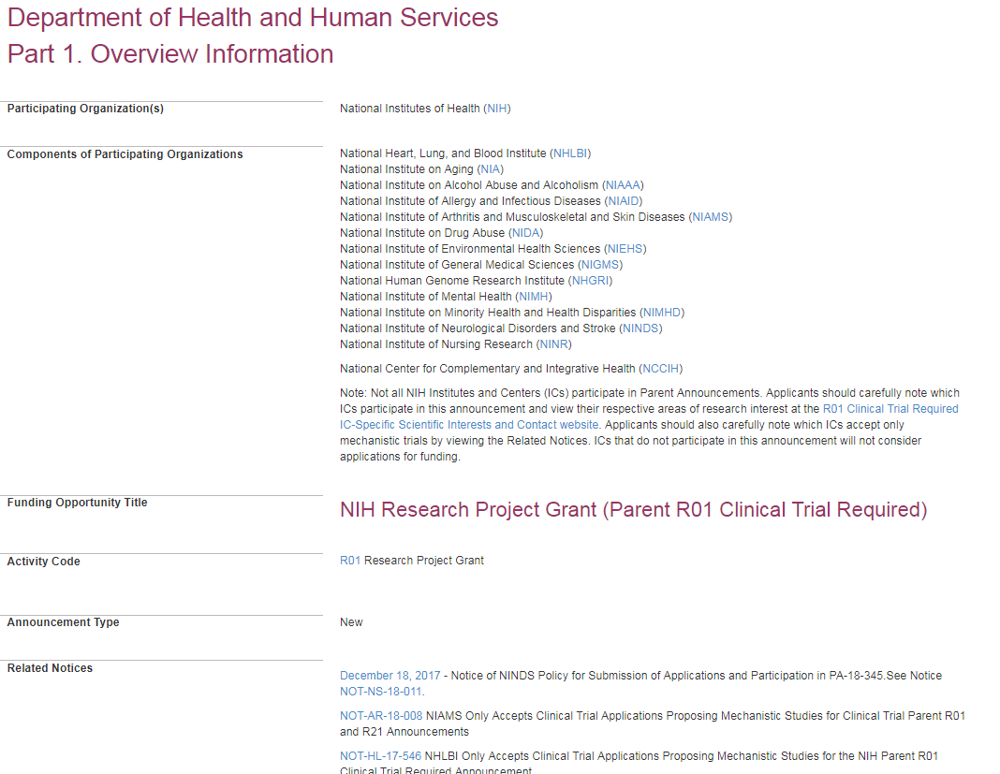 Department of Health and Human Services
Part 1. Overview Information
Participating Organization(s)
National Institutes of Health (NIH)
Components of Participating Organizations
National Heart, Lung, and Blood Institute (NHLBI)
National Institute on Aging (NIA)
National Institute on Alcohol Abuse and Alcoholism (NIAAA)
National Institute of Allergy and Infectious Diseases (NIAID)
National Institute of Arthritis and Musculoskeletal and Skin Diseases (NIAMS)
National Institute on Drug Abuse (NIDA)
National Institute of Environmental Health Sciences (NIEHS)
National Institute of General Medical Sciences (NIGMS)
National Human Genome Research Institute (NHGRI)
National Institute of Mental Health (NIMH)
National Institute on Minority Health and Health Disparities (NIMHD)
National Institute of Neurological Disorders and Stroke (NINDS)
National Institute of Nursing Research (NINR)
National Center for Complementary and Integrative Health (NCCIH)
Note: Not all NIH Institutes and Centers (ICs) participate in Parent Announcements. Applicants should carefully note which
ICs participate in this announcement and view their respective areas of research interest at the R01 Clinical Trial Required
IC-Specific Scientific Interests and Contact website. Applicants should also carefully note which ICs accept only
mechanistic trials by viewing the Related Notices. ICs that do not participate in this announcement will not consider
applications for funding.
Funding Opportunity Title
NIH Research Project Grant (Parent R01 Clinical Trial Required)
Activity Code
R01 Research Project Grant
Announcement Type
New
Related Notices
December 18, 2017 - Notice of NINDS Policy for Submission of Applications and Participation in PA-18-345.See Notice
NOT-NS-18-011.
NOT-AR-18-008 NIAMS Only Accepts Clinical Trial Applications Proposing Mechanistic Studies for Clinical Trial Parent R01
and R21 Announcements
NOT-HL-17-546 NHLBI Only Accepts Clinical Trial Applications Proposing Mechanistic Studies for the NIH Parent R01
Clinical Trial Required Announcement